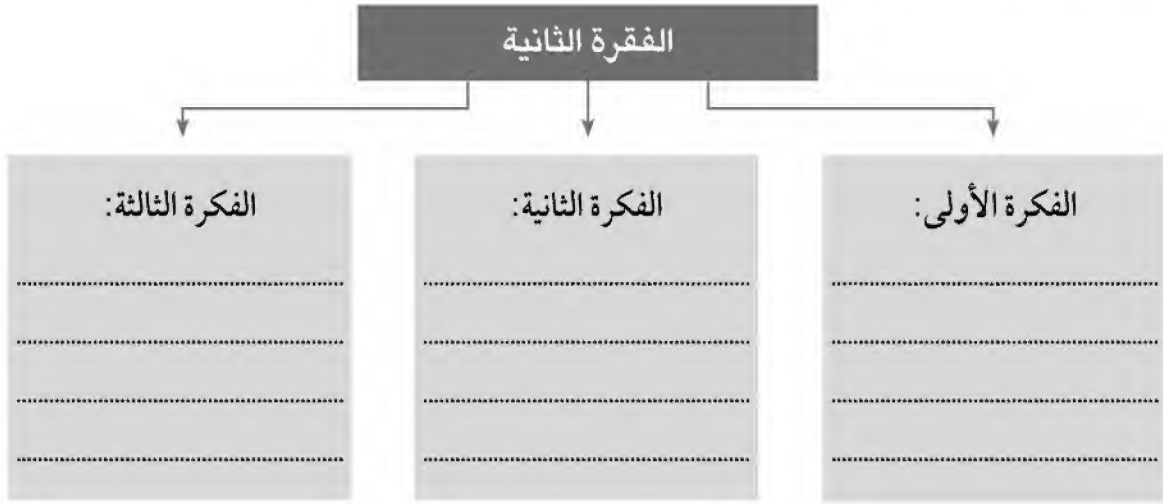 الفقرة الثانية
الفكرة الأولى:
الفكرة الثانية:
الفكرة الثالثة: